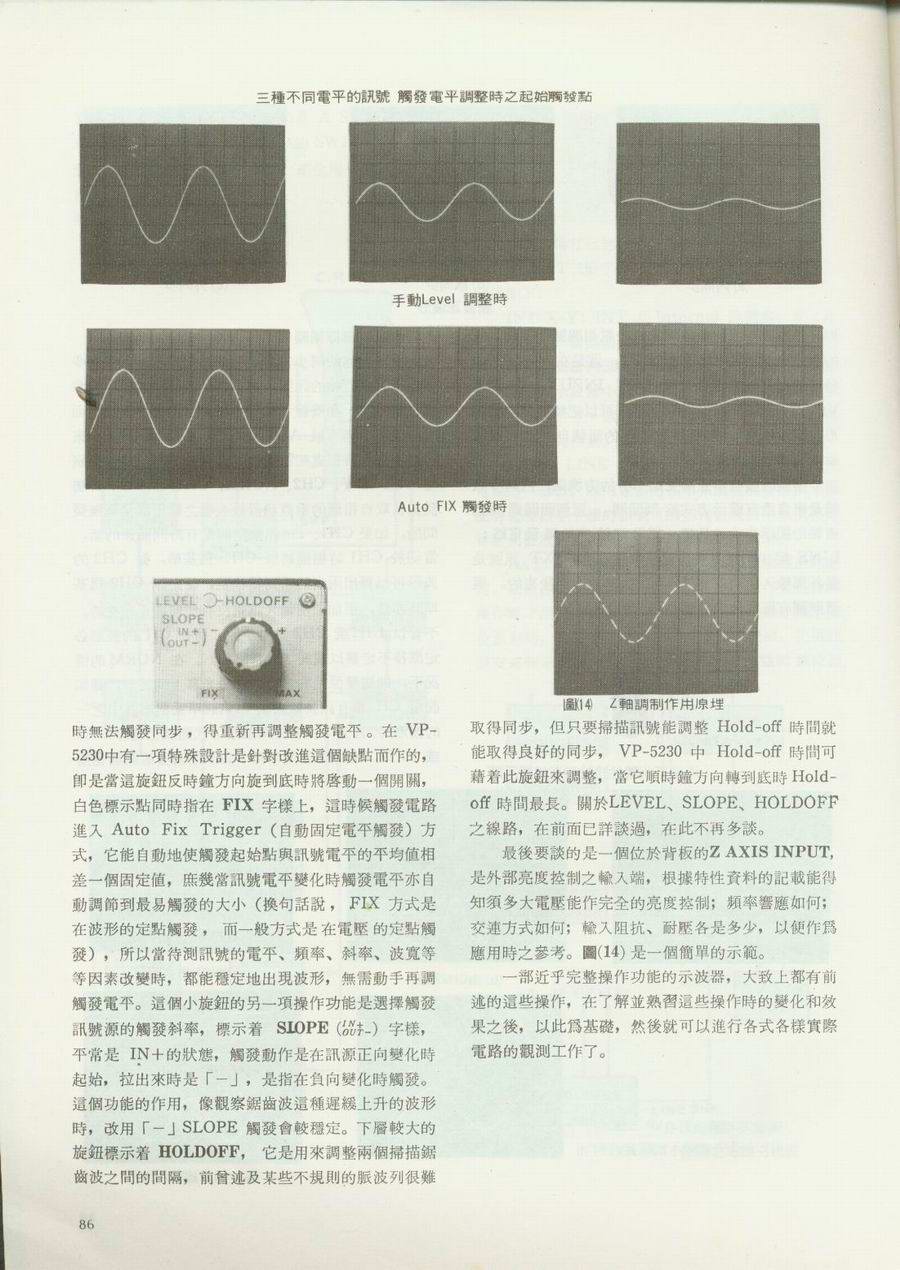 三種不同電平的訊號 觸發電平調整時之起始觸發點
手動Level 調整時
Auto FIX 觸發時
LEVEL HOLDOFF
SLOPE
IN +
OUT −
− +
FIX MAX
圖(14) Z軸調制作用原理
時無法觸發同步，得重新再調整觸發電平。在 VP-
5230中有一項特殊設計是針對改進這個缺點而作的，
卽是當這旋鈕反時鐘方向旋到底時將啓動一個開關，
白色標示點同時指在 FIX 字樣上，這時候觸發電路
進入 Auto Fix Trigger（自動固定電平觸發）方
式，它能自動地使觸發起始點與訊號電平的平均值相
差一個固定值，庶幾當訊號電平變化時觸發電平亦自
動調節到最易觸發的大小（換句話說， FIX 方式是
在波形的定點觸發，而一般方式是在電壓的定點觸
發），所以當待測訊號的電平、頻率、斜率、波寬等
等因素改變時，都能穩定地出現波形，無需動手再調
觸發電平。這個小旋鈕的另一項操作功能是選擇觸發
訊號源的觸發斜率，標示着 SLOPE (IN+ OUT-) 字樣，
平常是 IN＋的狀態，觸發動作是在訊源正向變化時
起始，拉出來時是「－」，是指在負向變化時觸發。
這個功能的作用，像觀察鋸齒波這種遲緩上升的波形
時，改用「－」SLOPE 觸發會較穩定。下層較大的
旋鈕標示着 HOLDOFF， 它是用來調整兩個掃描鋸
齒波之間的間隔，前曾述及某些不規則的脈波列很難
取得同步，但只要掃描訊號能調整 Hold-off 時間就
能取得良好的同步， VP-5230 中 Hold-off 時間可
藉着此旋鈕來調整，當它順時鐘方向轉到底時 Hold-
off 時間最長。關於LEVEL、SLOPE、HOLDOFF
之線路，在前面已詳談過，在此不再多談。
最後要談的是一個位於背板的Z AXIS INPUT,
是外部亮度控制之輸入端，根據特性資料的記載能得
知須多大電壓能作完全的亮度控制；頻率響應如何；
交連方式如何；輸入阻抗、耐壓各是多少，以便作爲
應用時之參考。圖(14) 是一個簡單的示範。
一部近乎完整操作功能的示波器，大致上都有前
述的這些操作，在了解並熟習這些操作時的變化和效
果之後，以此爲基礎，然後就可以進行各式各樣實際
電路的觀測工作了。
86